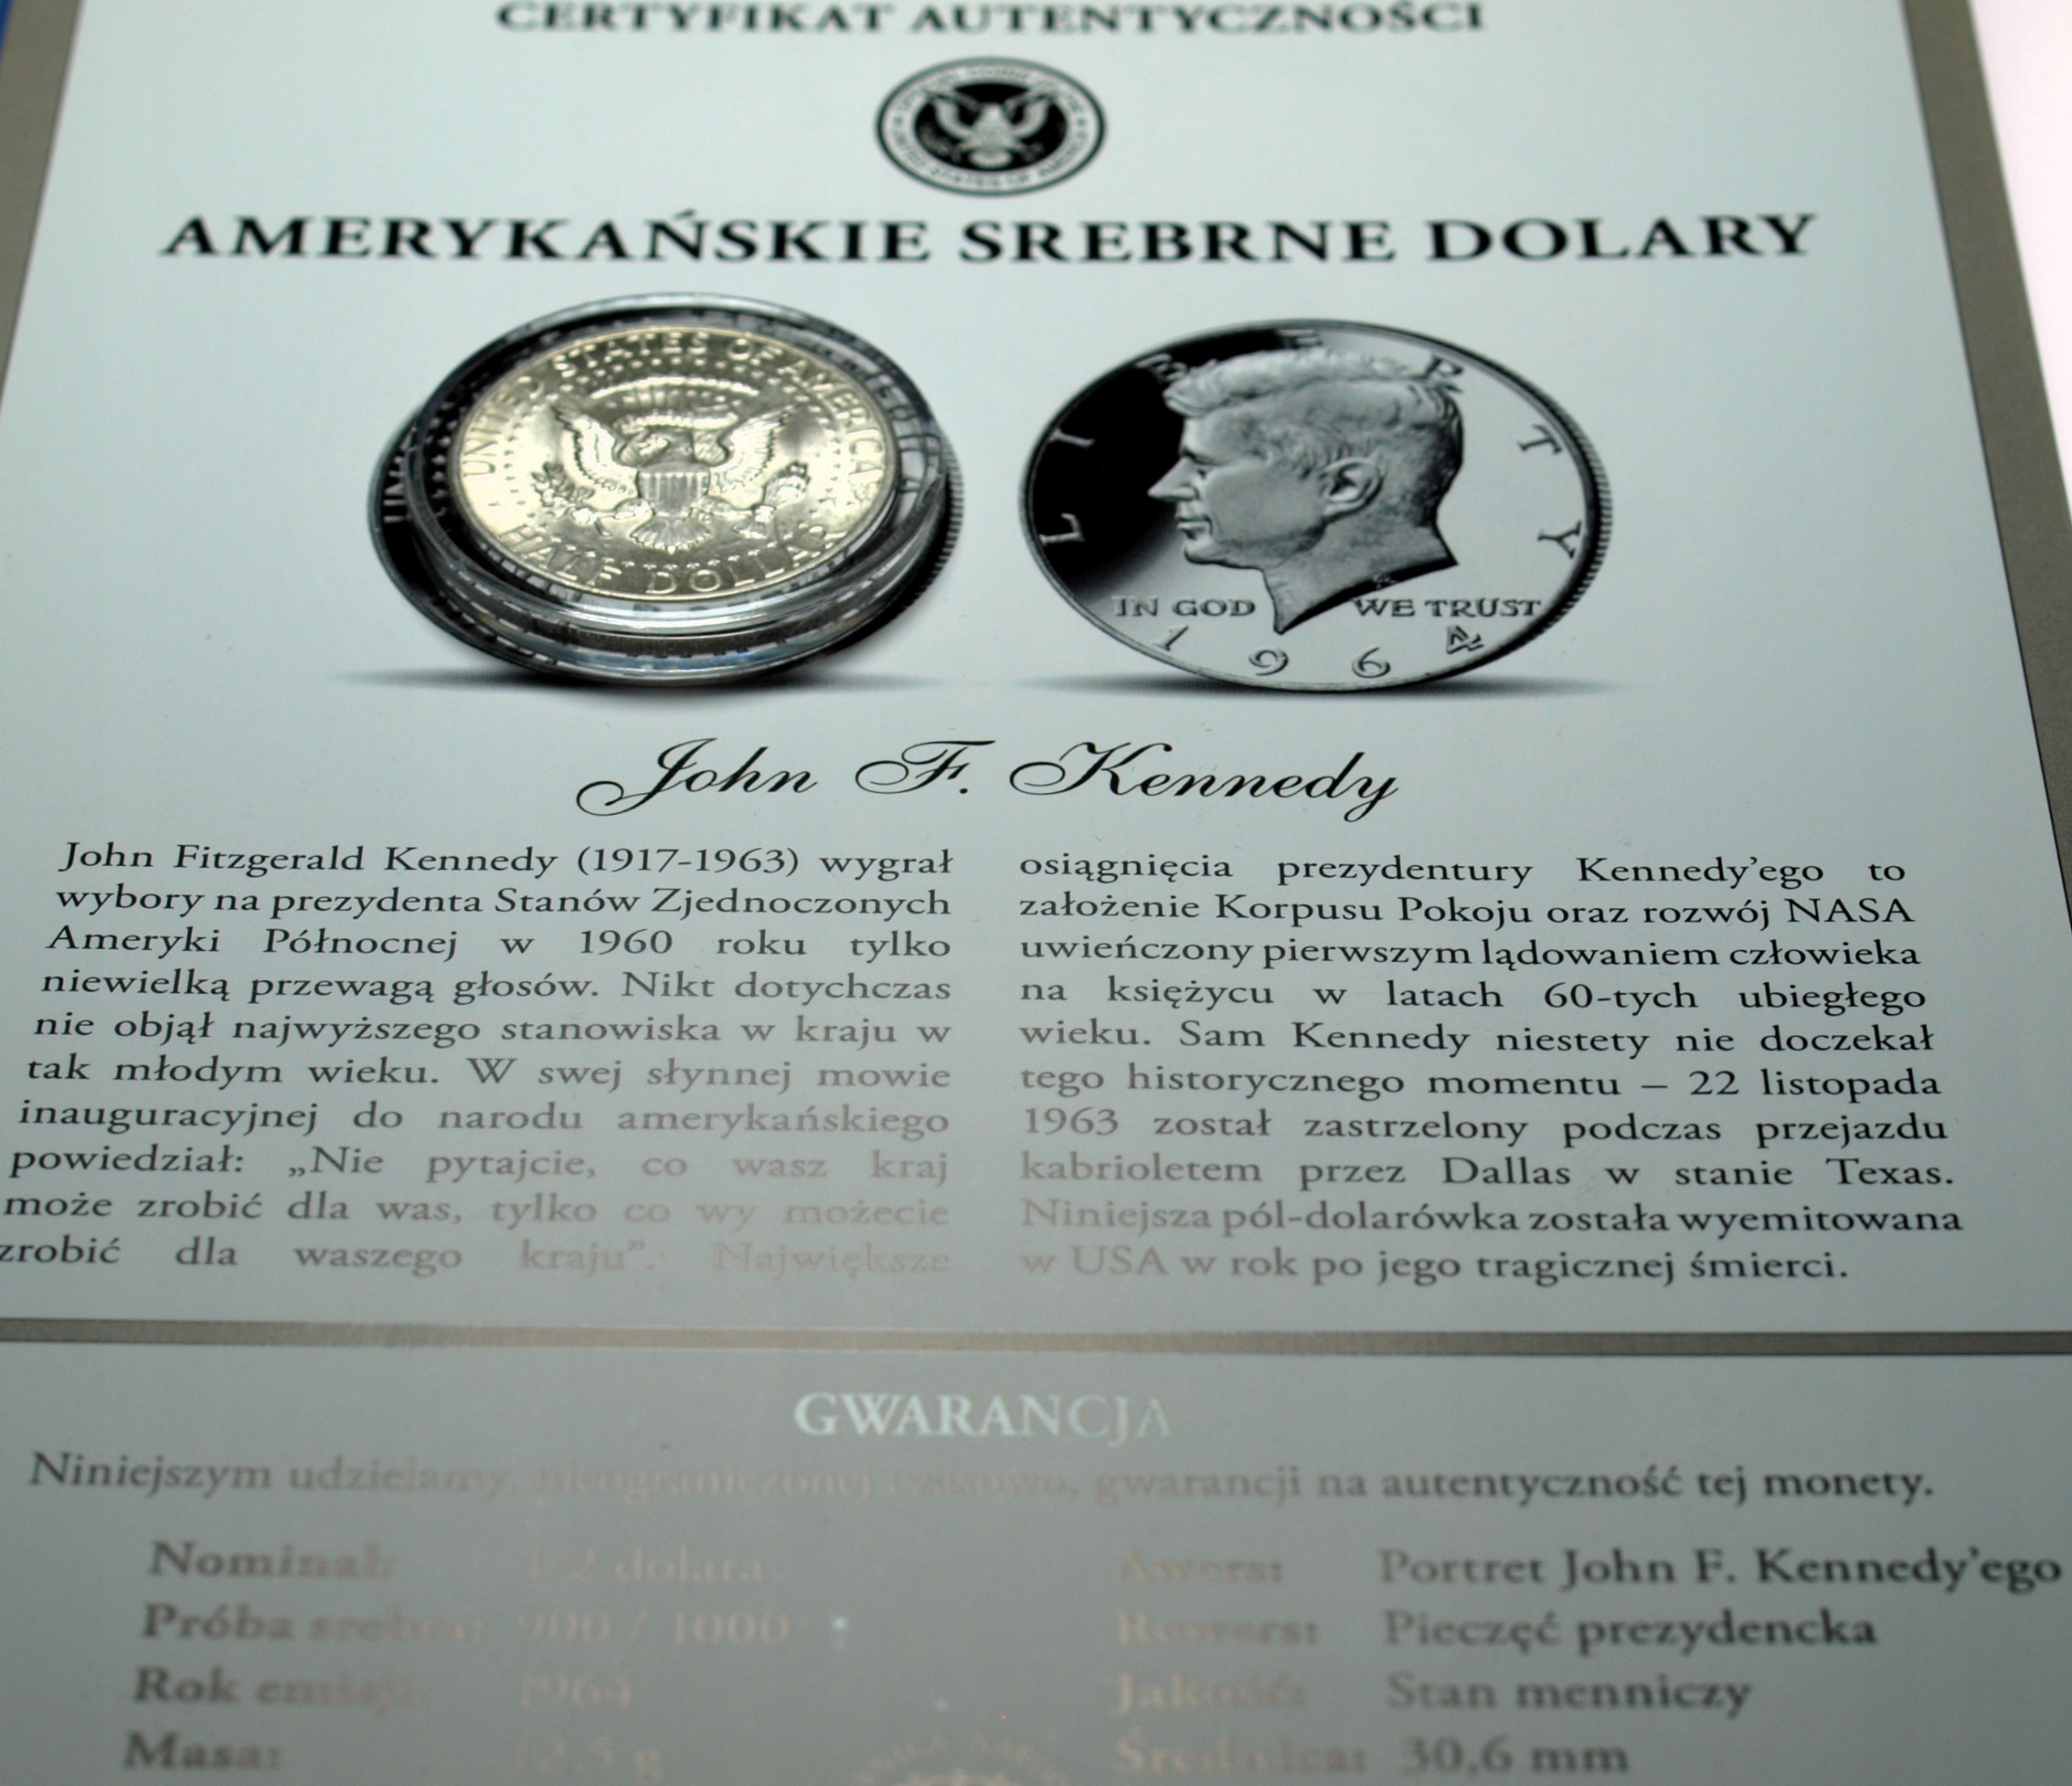 CERTYFIKAT AUTENTYCZNOŚCI
AMERYKAŃSKIE SREBRNE DOLARY
UNITED STATES OF AMERICA
HALF DOLLAR
LIBERTY
IN GOD WE TRUST
1964
John F. Kennedy
John Fitzgerald Kennedy (1917-1963) wygrał
wybory na prezydenta Stanów Zjednoczonych
Ameryki Północnej w 1960 roku tylko
niewielką przewagą głosów. Nikt dotychczas
nie objął najwyższego stanowiska w kraju w
tak młodym wieku. W swej słynnej mowie
inauguracyjnej do narodu amerykańskiego
powiedział: „Nie pytajcie, co wasz kraj
może zrobić dla was, tylko co wy możecie
zrobić dla waszego kraju”. Największe
osiągnięcia prezydentury Kennedy’ego to
założenie Korpusu Pokoju oraz rozwój NASA
uwieńczony pierwszym lądowaniem człowieka
na księżycu w latach 60-tych ubiegłego
wieku. Sam Kennedy niestety nie doczekał
tego historycznego momentu – 22 listopada
1963 został zastrzelony podczas przejazdu
kabrioletem przez Dallas w stanie Texas.
Niniejsza pól-dolarówka została wyemitowana
w USA w rok po jego tragicznej śmierci.
GWARANCJA
Niniejszym udzielamy, nieograniczonej czasowo, gwarancji na autentyczność tej monety.
Nominał: 1/2 dolara
Próba srebra: 900 / 1000
Rok emisji: 1964
Masa: 12,5 g
Awers: Portret John F. Kennedy’ego
Rewers: Pieczęć prezydencka
Jakość: Stan menniczy
Średnica: 30,6 mm